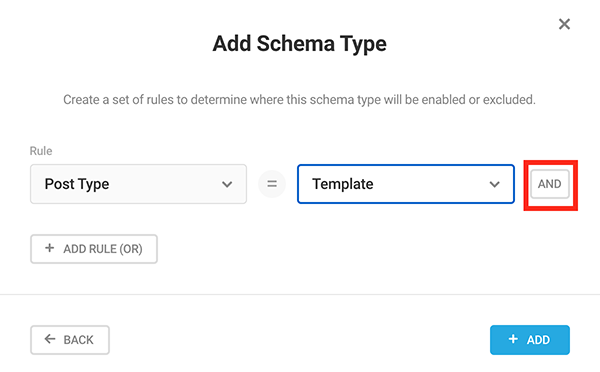 Add Schema Type
Create a set of rules to determine where this schema type will be enabled or excluded.
Rule
Post Type = Template AND
+ ADD RULE (OR)
← BACK + ADD